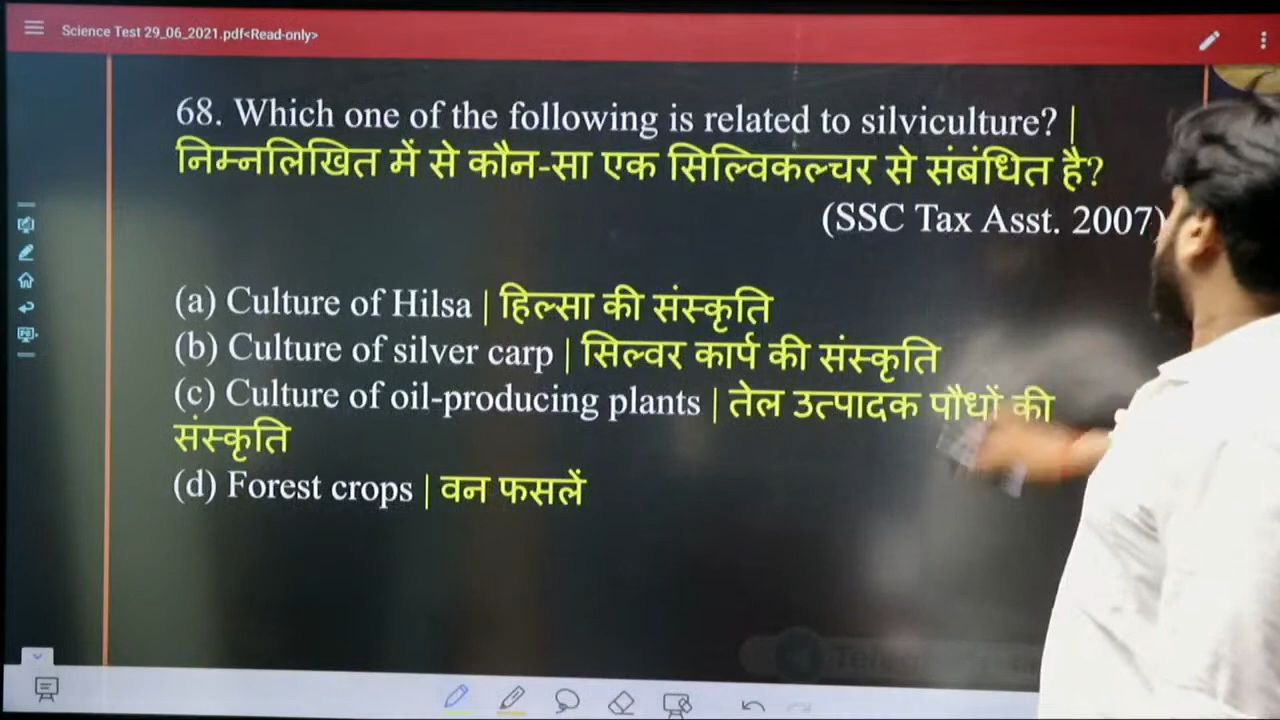 Science Test 29_06_2021.pdf<Read-only>
68. Which one of the following is related to silviculture? |
निम्नलिखित में से कौन-सा एक सिल्विकल्चर से संबंधित है?
(SSC Tax Asst. 2007)
(a) Culture of Hilsa | हिल्सा की संस्कृति
(b) Culture of silver carp | सिल्वर कार्प की संस्कृति
(c) Culture of oil-producing plants | तेल उत्पादक पौधों की
संस्कृति
(d) Forest crops | वन फसलें